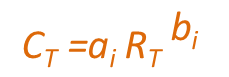 C_T = a_i R_T^{b_i}